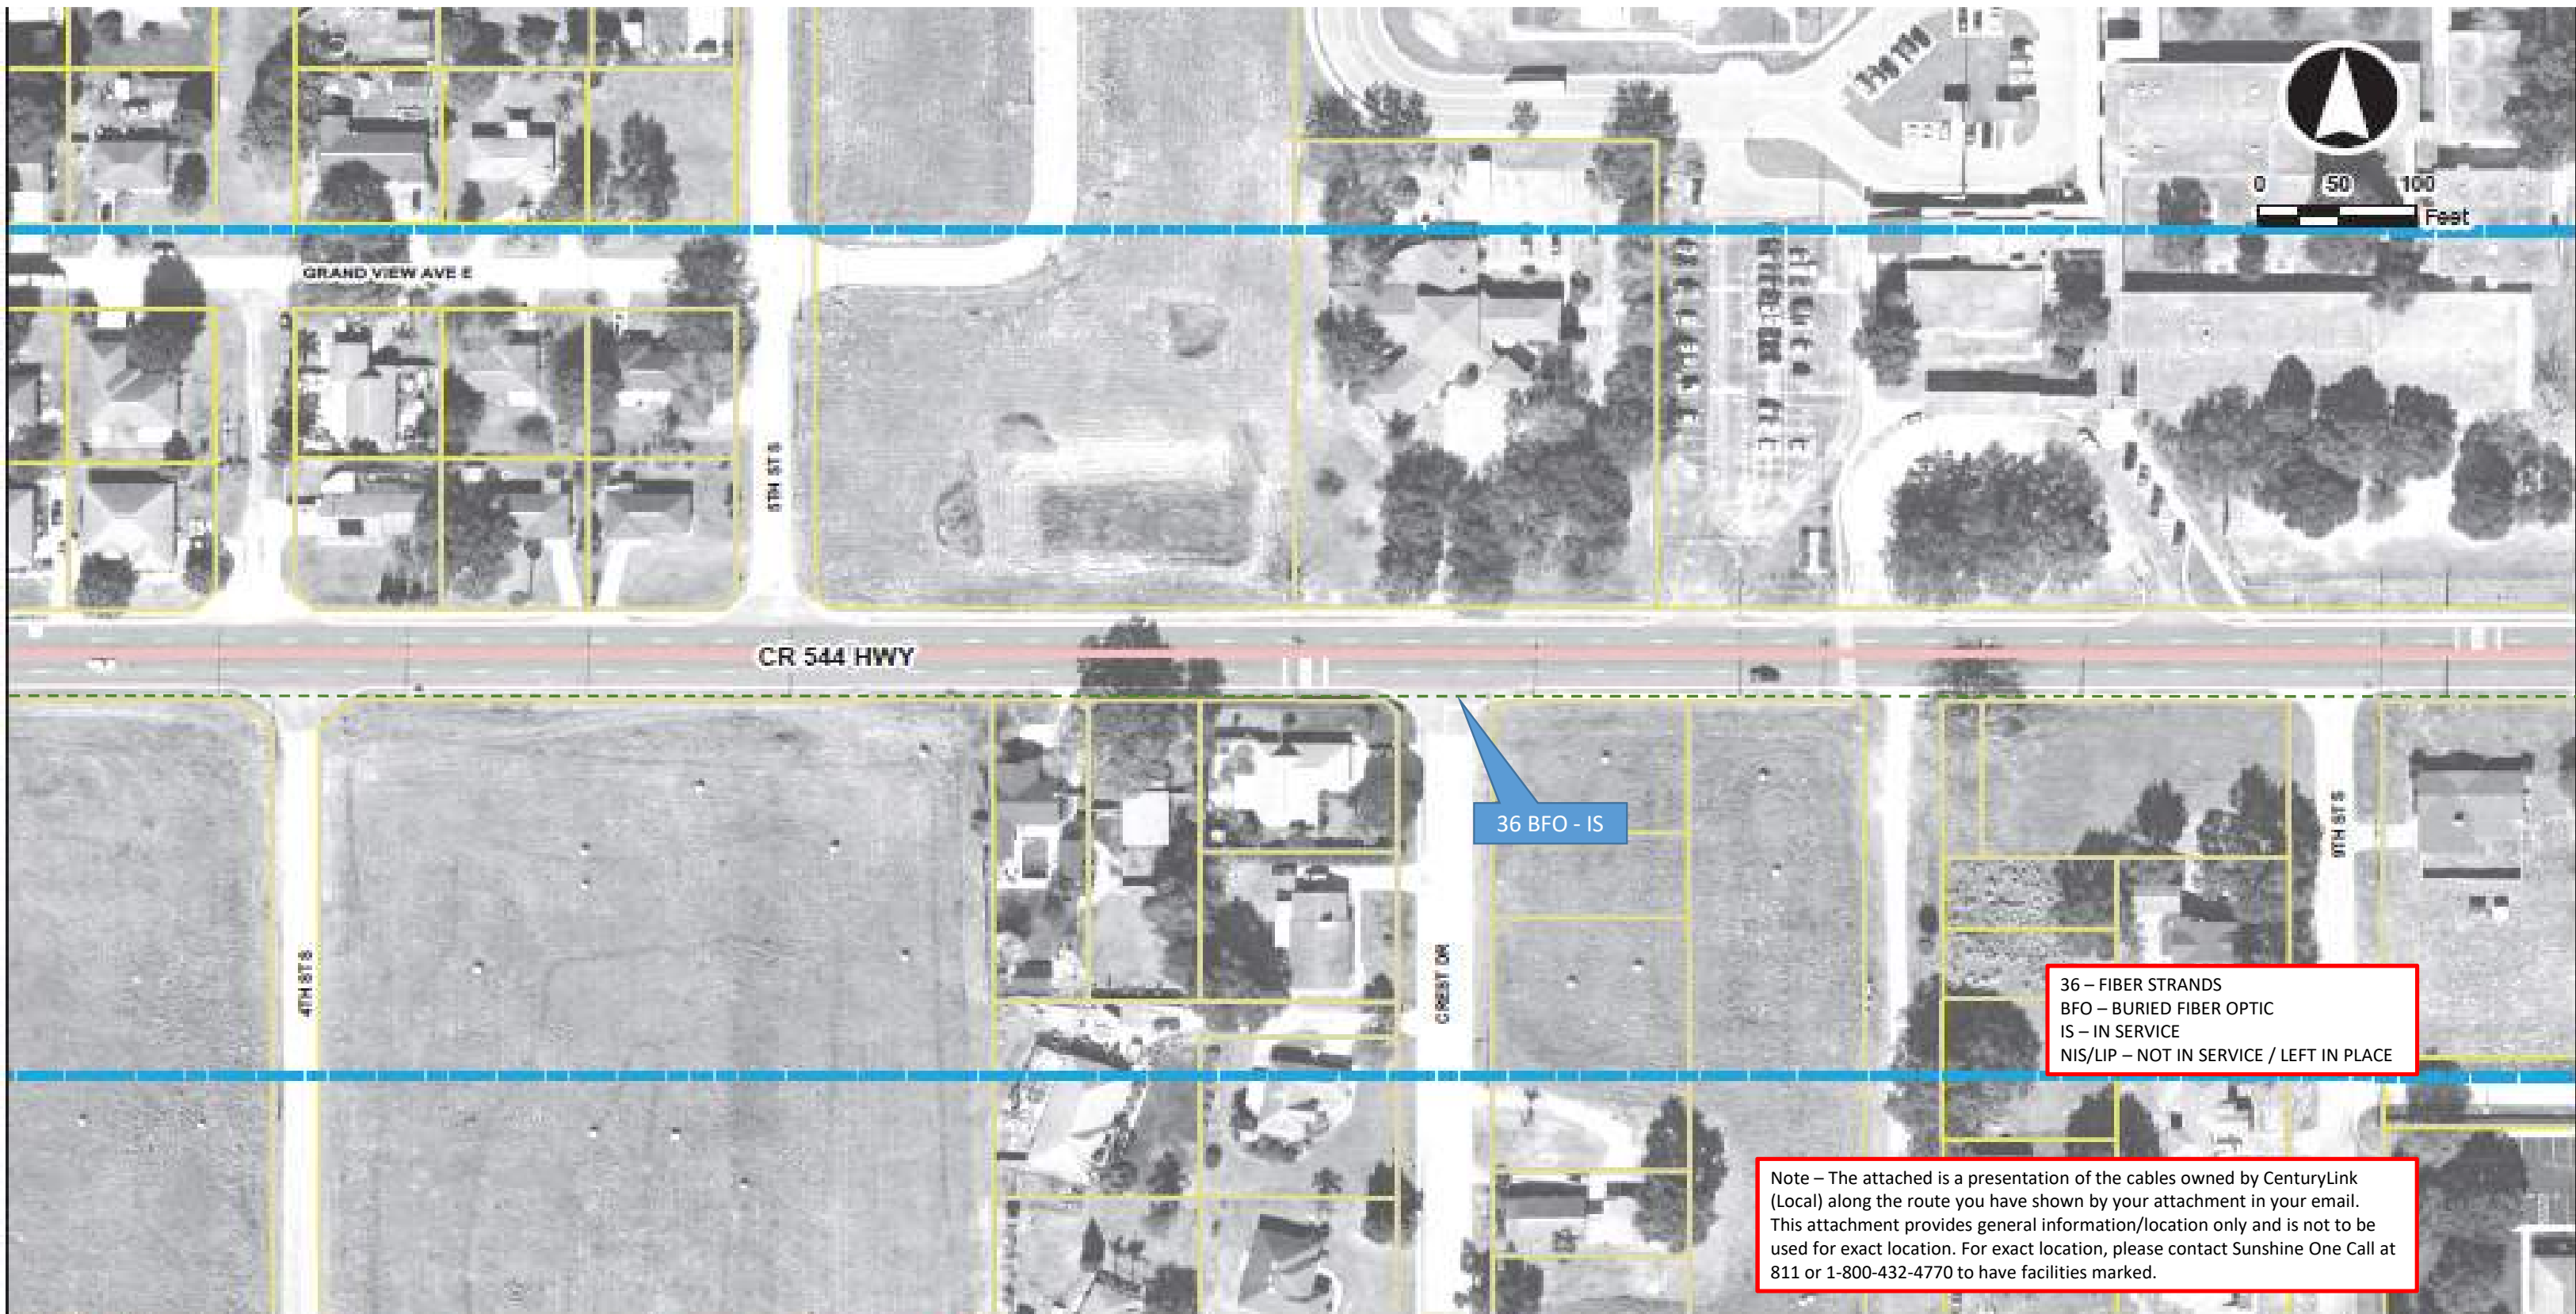 0 50 100
Feet
GRAND VIEW AVE E
5TH ST S
CR 544 HWY
36 BFO - IS
9TH ST S
4TH ST S
CREST DR
36 – FIBER STRANDS
BFO – BURIED FIBER OPTIC
IS – IN SERVICE
NIS/LIP – NOT IN SERVICE / LEFT IN PLACE
Note – The attached is a presentation of the cables owned by CenturyLink
(Local) along the route you have shown by your attachment in your email.
This attachment provides general information/location only and is not to be
used for exact location. For exact location, please contact Sunshine One Call at
811 or 1-800-432-4770 to have facilities marked.